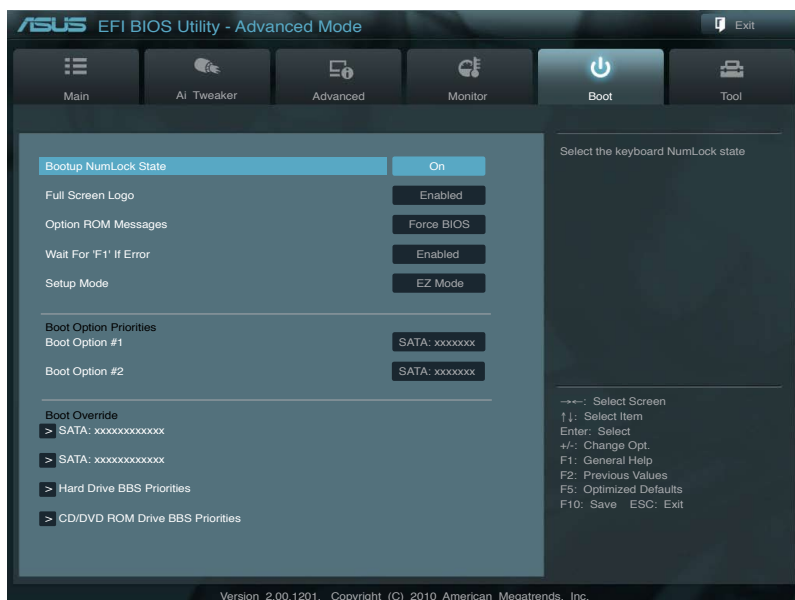 ASUS EFI BIOS Utility - Advanced Mode
Exit
Main
Ai Tweaker
Advanced
Monitor
Boot
Tool
Bootup NumLock State On
Full Screen Logo Enabled
Option ROM Messages Force BIOS
Wait For 'F1' If Error Enabled
Setup Mode EZ Mode
Boot Option Priorities
Boot Option #1 SATA: xxxxxxx
Boot Option #2 SATA: xxxxxxx
Boot Override
> SATA: xxxxxxxxxxxx
> SATA: xxxxxxxxxxxx
> Hard Drive BBS Priorities
> CD/DVD ROM Drive BBS Priorities
Select the keyboard NumLock state
→←: Select Screen
↑↓: Select Item
Enter: Select
+/-: Change Opt.
F1: General Help
F2: Previous Values
F5: Optimized Defaults
F10: Save ESC: Exit
Version 2.00.1201. Copyright (C) 2010 American Megatrends, Inc.